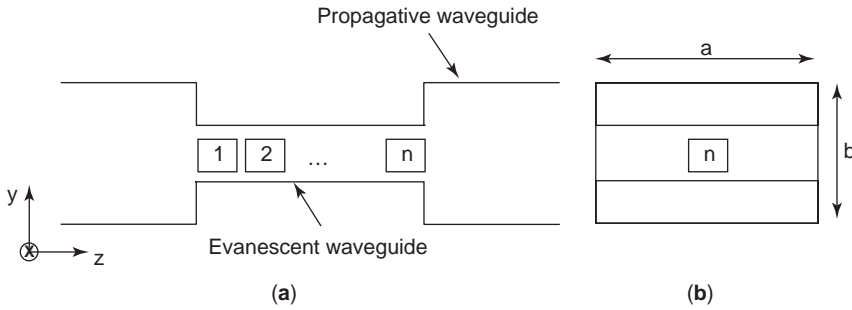 Propagative waveguide
a
1 2 ... n
n
b
y
X
z
Evanescent waveguide
(a)
(b)